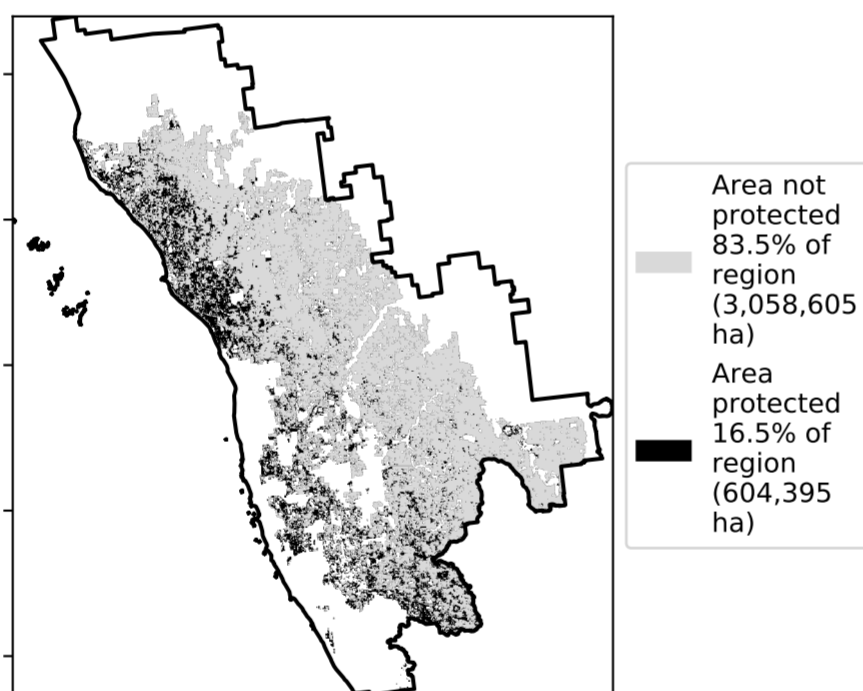 Area not
protected
83.5% of
region
(3,058,605
ha)
Area
protected
16.5% of
region
(604,395
ha)